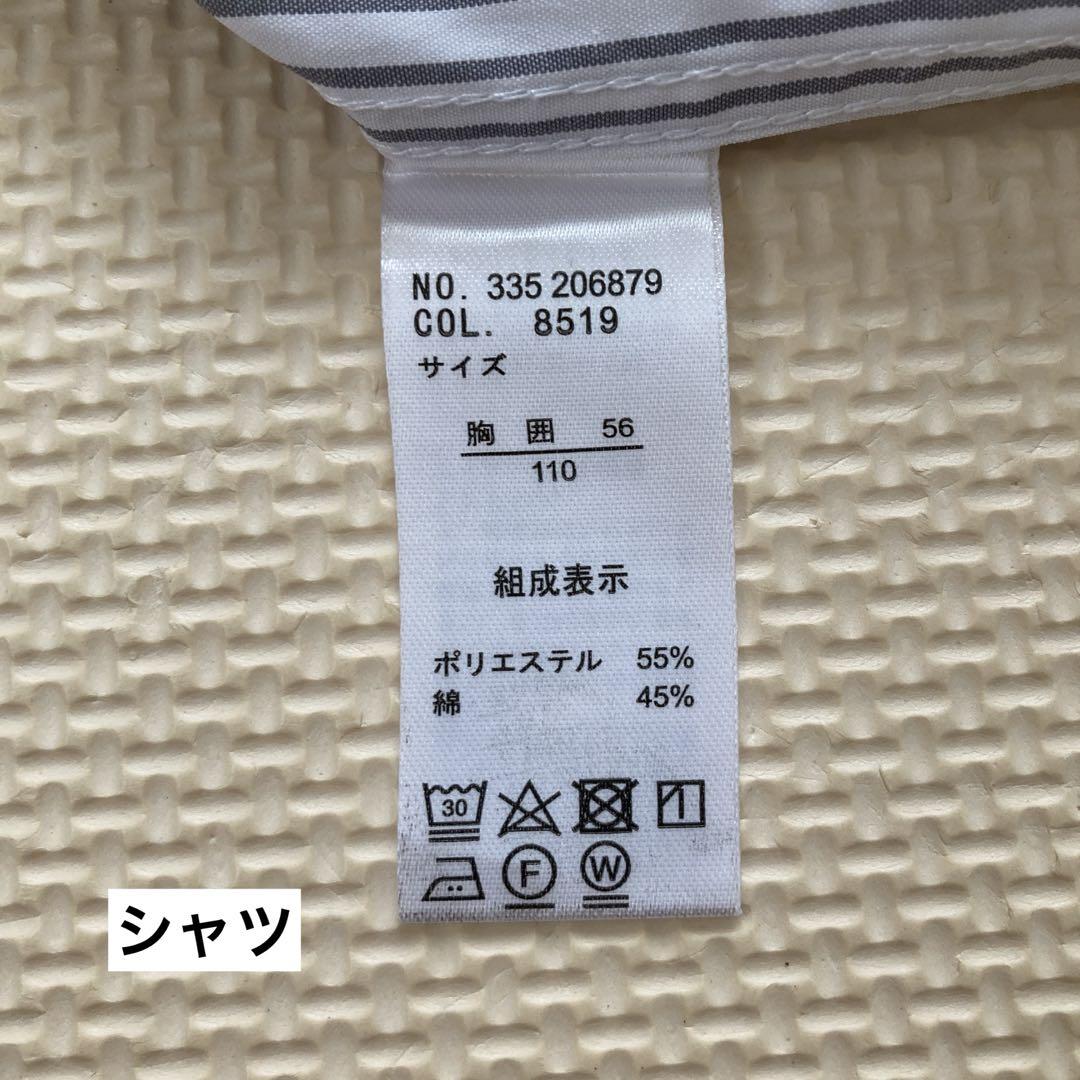 NO. 335 206879
COL. 8519
サイズ
胸 囲 56
110
組成表示
ポリエステル 55%
綿 45%
30
F
W
シャツ